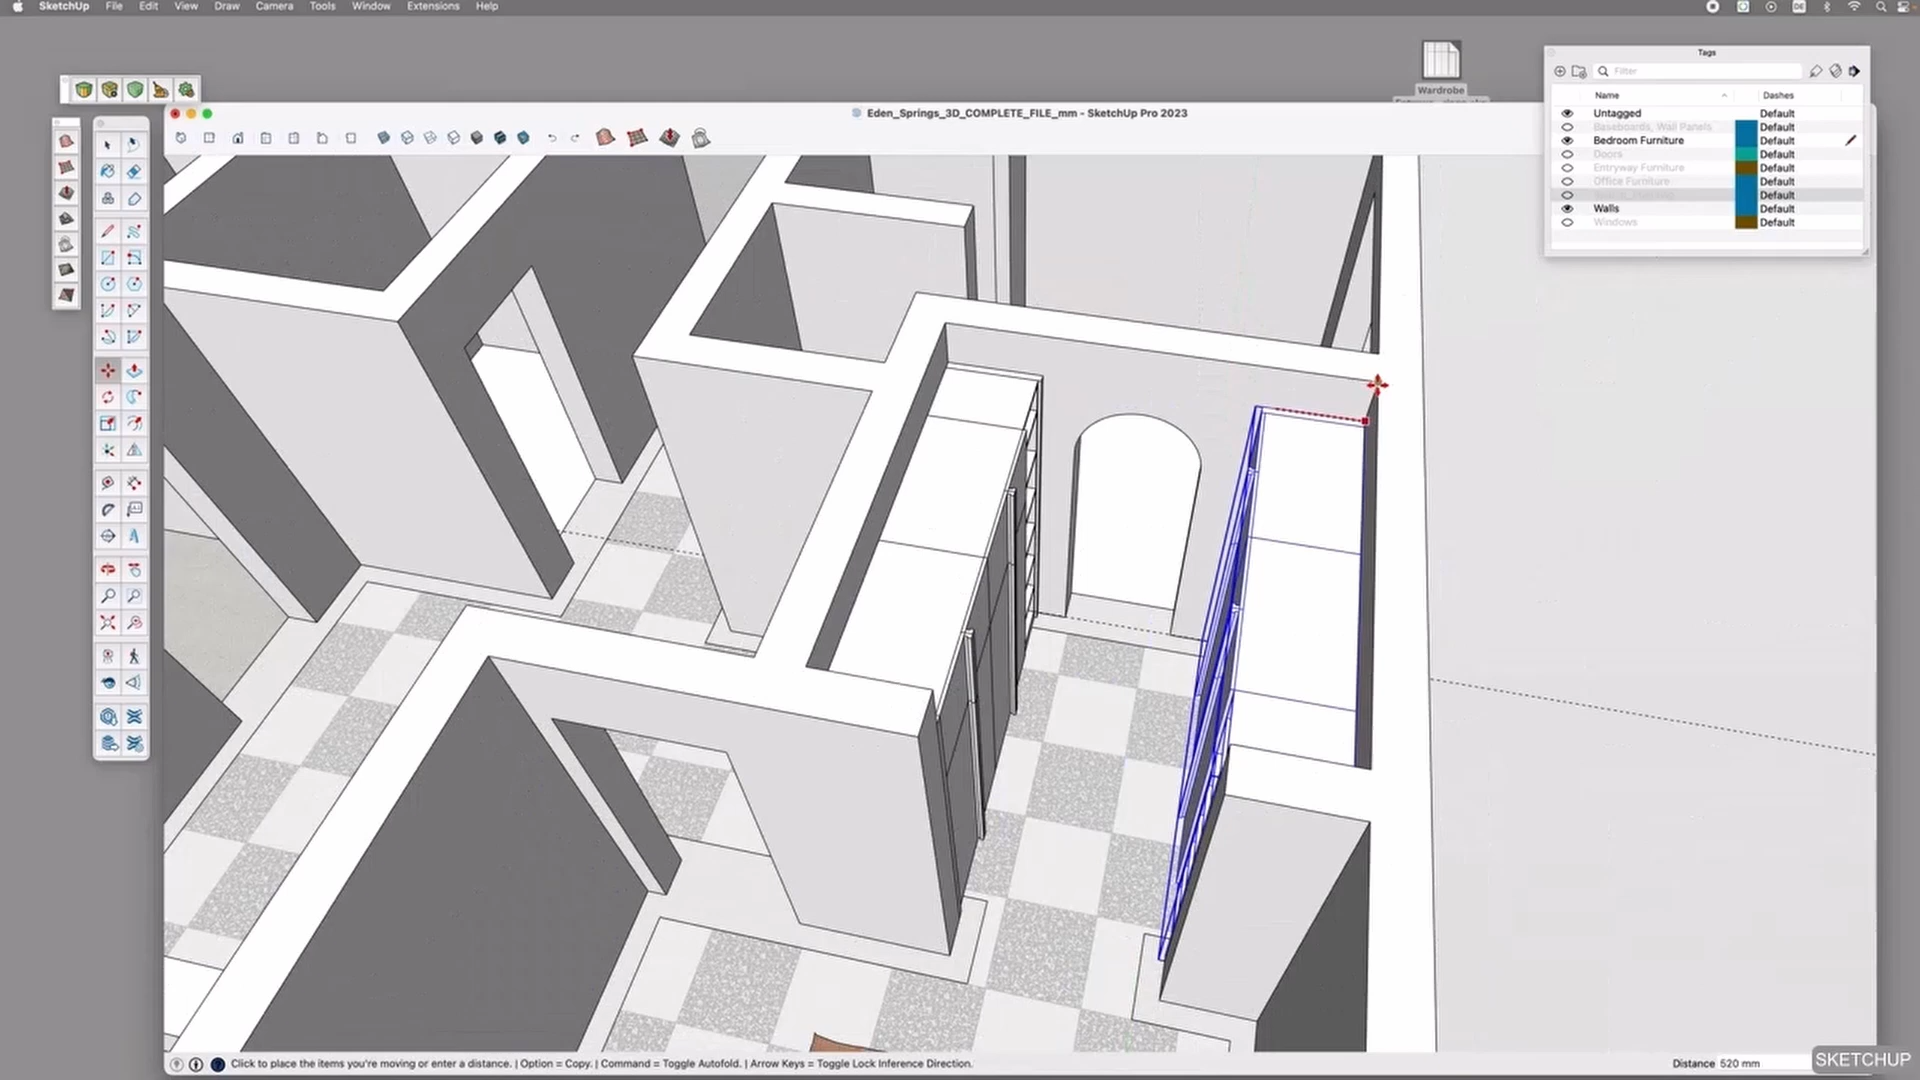 SketchUp File Edit View Draw Camera Tools Window Extensions Help
DE
Wardrobe
Tags
Filter
Name Dashes
Untagged Default
Baseboards, Wall Panels Default
Bedroom Furniture Default
Doors Default
Entryway Furniture Default
Office Furniture Default
Default
Walls Default
Windows Default
Eden_Springs_3D_COMPLETE_FILE_mm - SketchUp Pro 2023
Click to place the items you're moving or enter a distance. | Option = Copy. | Command = Toggle Autofold. | Arrow Keys = Toggle Lock Inference Direction.
Distance 520 mm
SKETCHUP